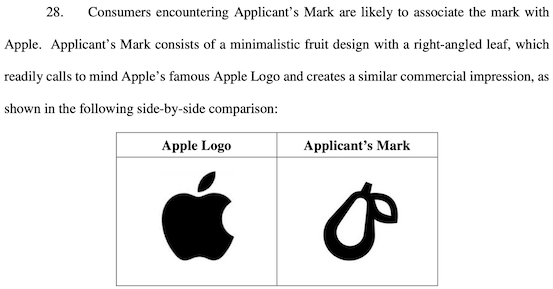 28. Consumers encountering Applicant's Mark are likely to associate the mark with
Apple. Applicant's Mark consists of a minimalistic fruit design with a right-angled leaf, which
readily calls to mind Apple's famous Apple Logo and creates a similar commercial impression, as
shown in the following side-by-side comparison:
Apple Logo
Applicant's Mark